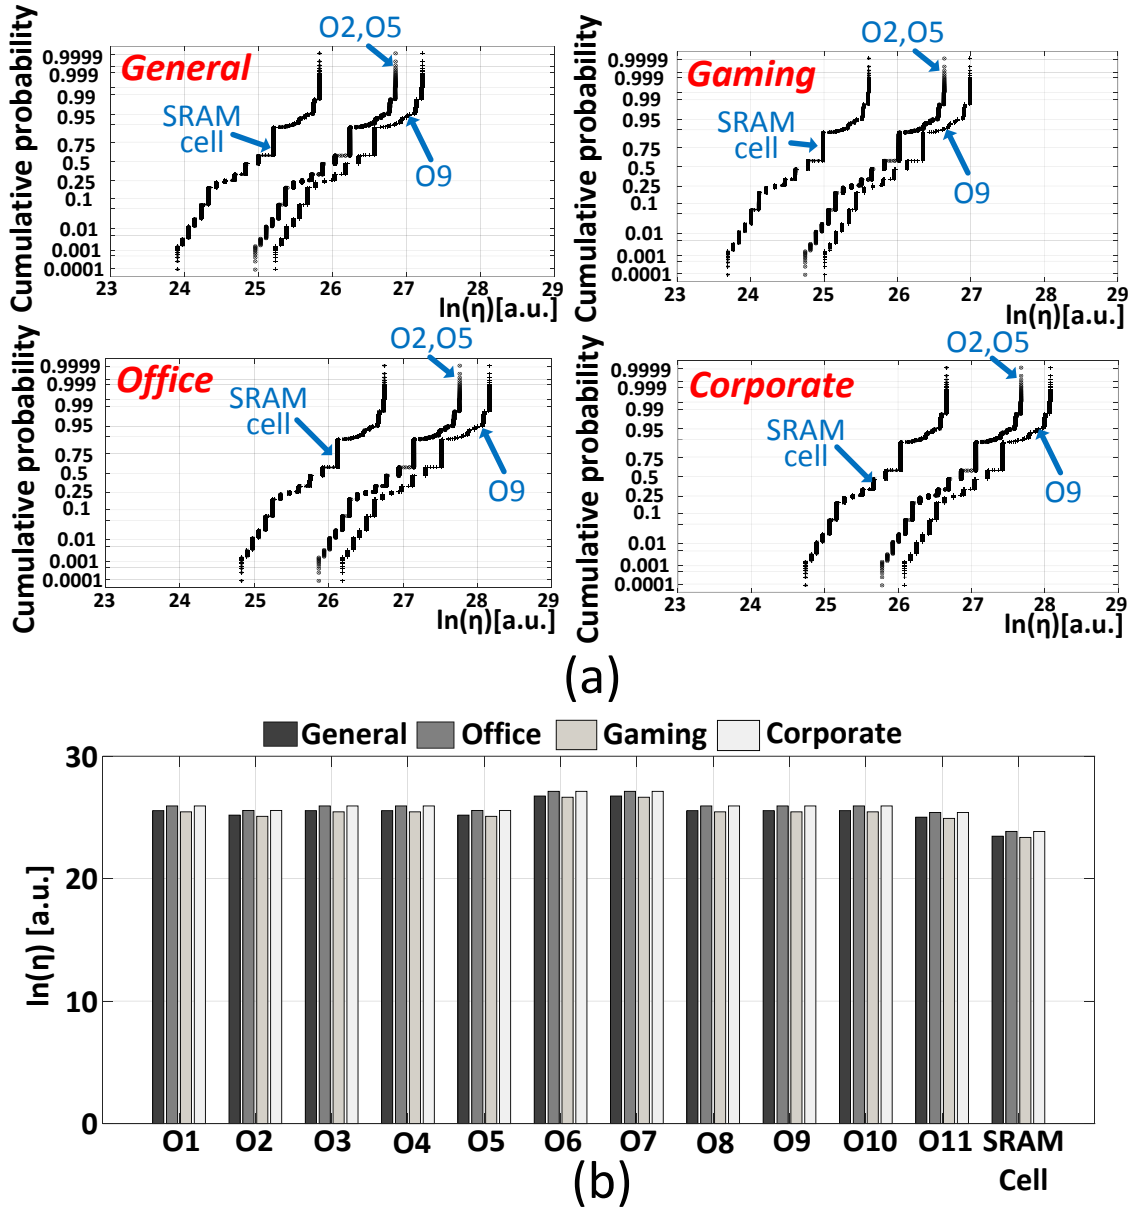 General
Cumulative probability
0.9999
0.999
0.99
0.95
0.75
0.5
0.25
0.1
0.01
0.001
0.0001
O2,O5
SRAM
cell
O9
23 24 25 26 27 28 29
ln(η)[a.u.]
Gaming
Cumulative probability
0.9999
0.999
0.99
0.95
0.75
0.5
0.25
0.1
0.01
0.001
0.0001
O2,O5
SRAM
cell
O9
23 24 25 26 27 28 29
ln(η)[a.u.]
Office
Cumulative probability
0.9999
0.999
0.99
0.95
0.75
0.5
0.25
0.1
0.01
0.001
0.0001
O2,O5
SRAM
cell
O9
23 24 25 26 27 28 29
ln(η)[a.u.]
Corporate
Cumulative probability
0.9999
0.999
0.99
0.95
0.75
0.5
0.25
0.1
0.01
0.001
0.0001
O2,O5
SRAM
cell
O9
23 24 25 26 27 28 29
ln(η)[a.u.]
(a)
General Office Gaming Corporate
ln(η) [a.u.]
30
20
10
0
O1 O2 O3 O4 O5 O6 O7 O8 O9 O10 O11 SRAM
Cell
(b)